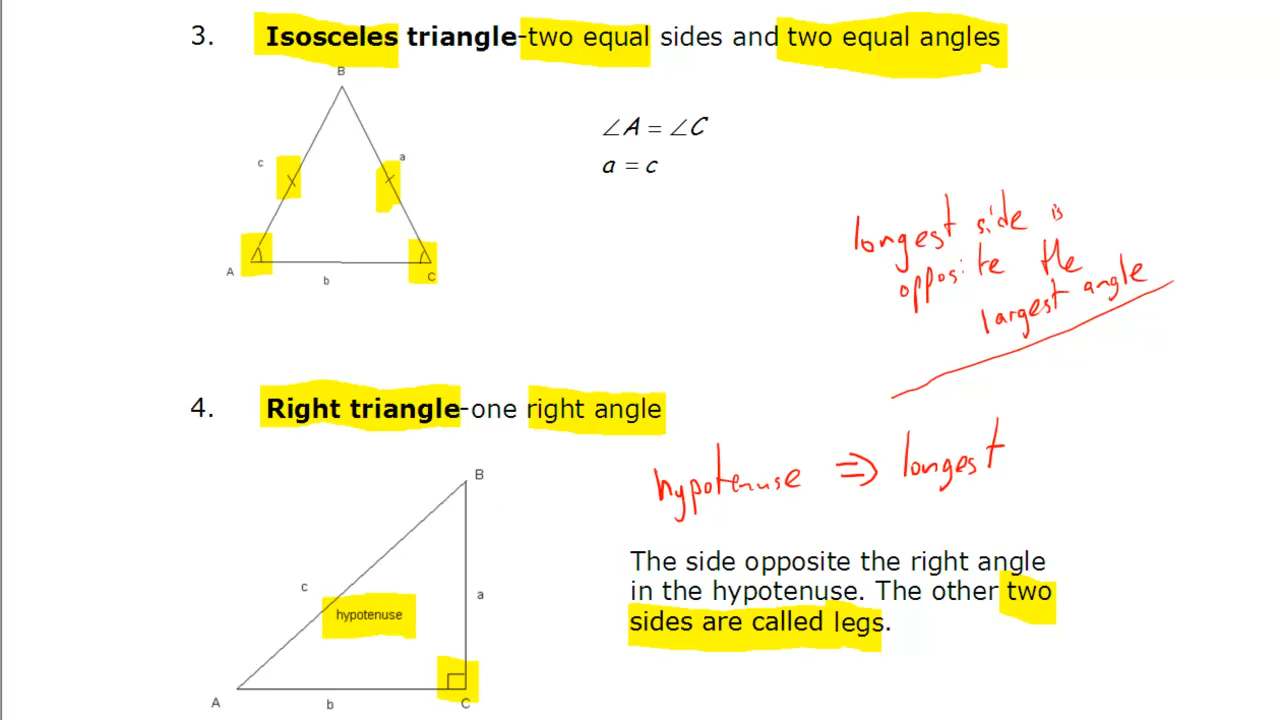 3. Isosceles triangle-two equal sides and two equal angles
B
c
a
A
b
C
∠A = ∠C
a = c
longest side is
opposite the
largest angle
4. Right triangle-one right angle
hypotenuse ⇒ longest
B
c
hypotenuse
a
A
b
C
The side opposite the right angle
in the hypotenuse. The other two
sides are called legs.